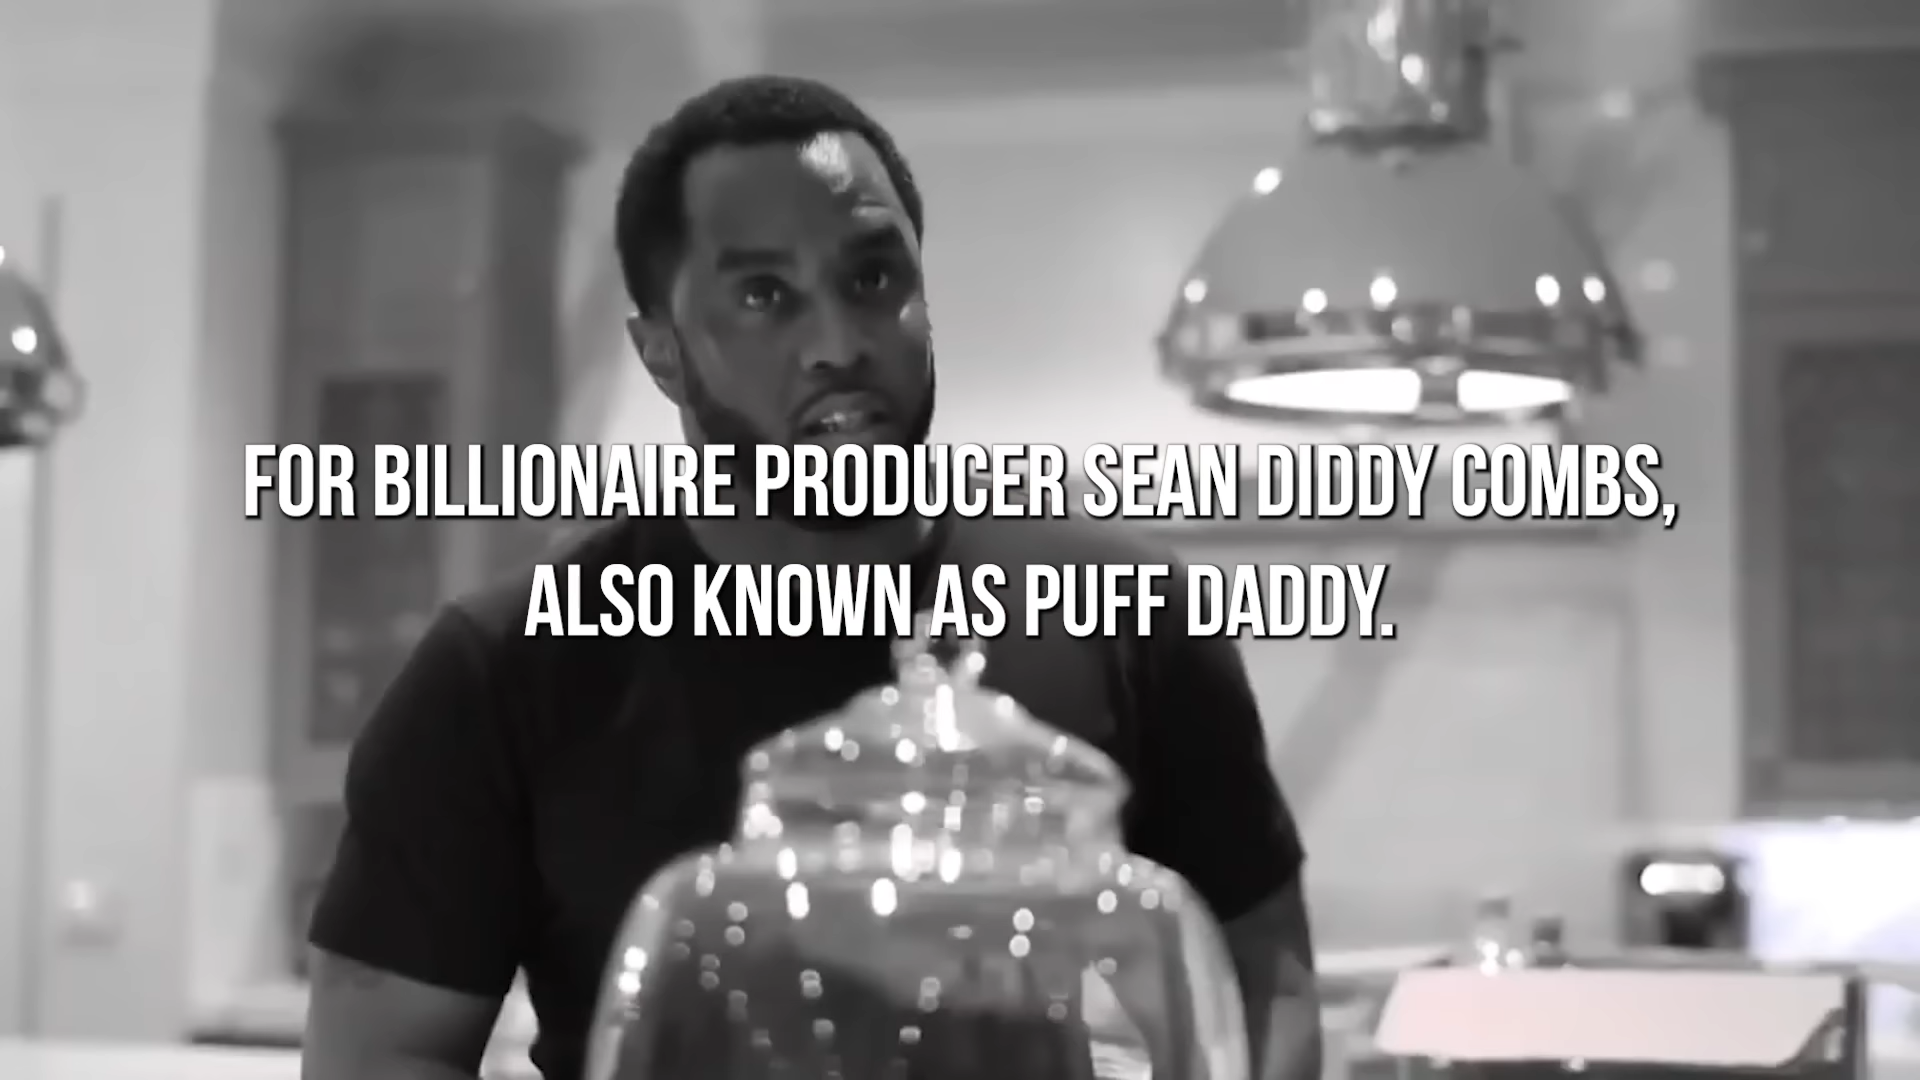 FOR BILLIONAIRE PRODUCER SEAN DIDDY COMBS,
ALSO KNOWN AS PUFF DADDY.